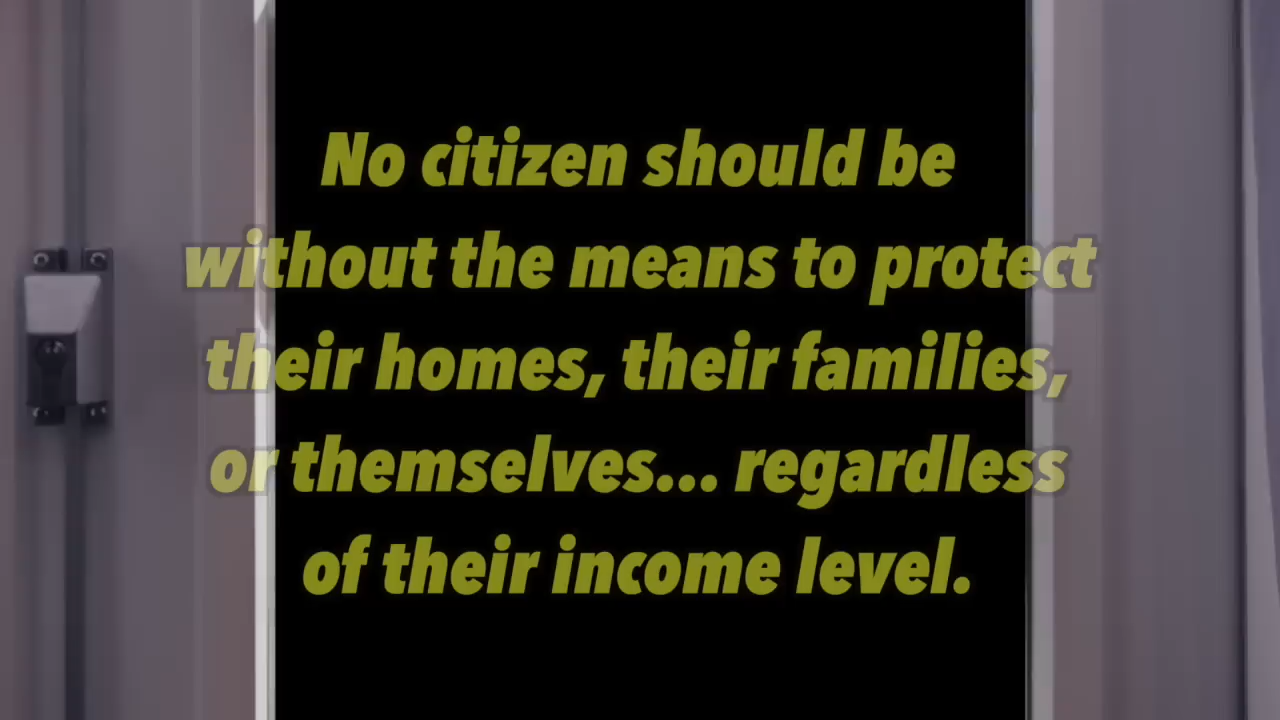 No citizen should be
without the means to protect
their homes, their families,
or themselves... regardless
of their income level.